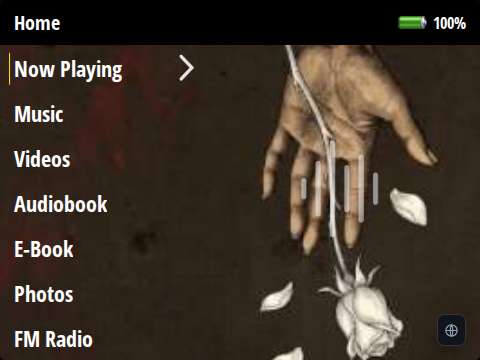 Home
100%
Now Playing
Music
Videos
Audiobook
E-Book
Photos
FM Radio